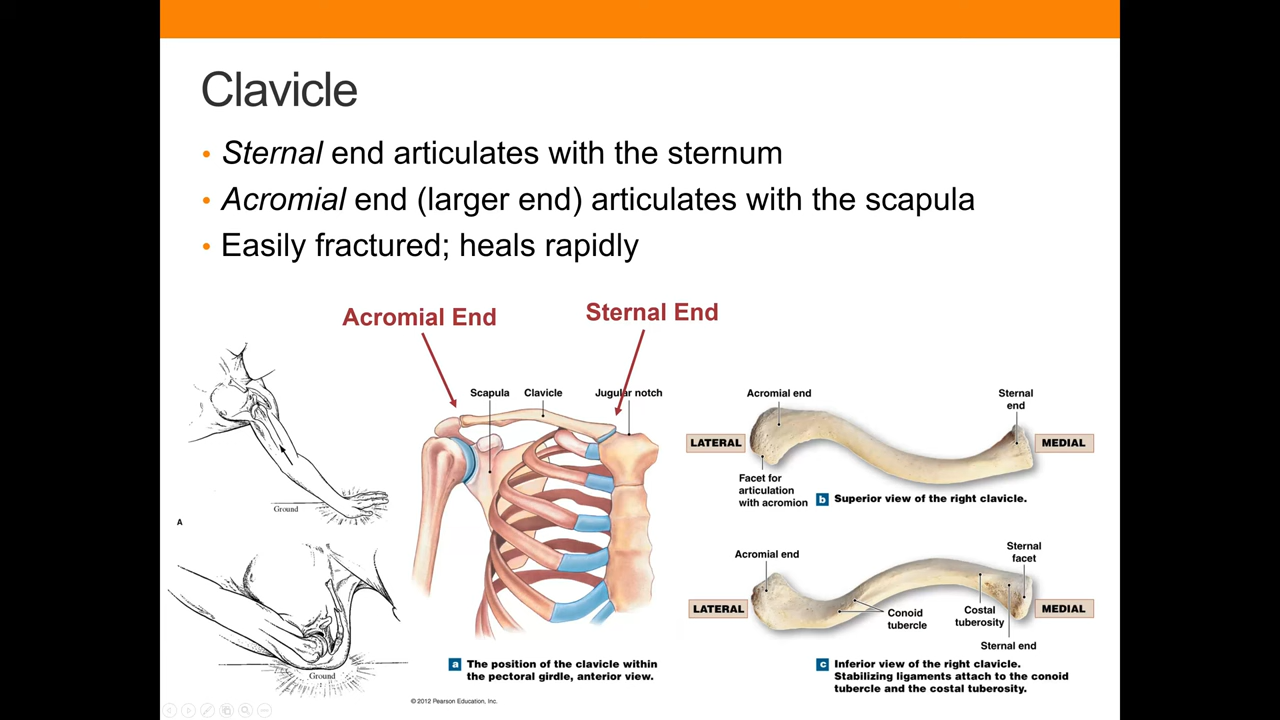 Clavicle
• Sternal end articulates with the sternum
• Acromial end (larger end) articulates with the scapula
• Easily fractured; heals rapidly
Acromial End
Sternal End
Ground
A
Ground
Scapula
Clavicle
Jugular notch
a The position of the clavicle within
the pectoral girdle, anterior view.
© 2012 Pearson Education, Inc.
Acromial end
Sternal
end
LATERAL
MEDIAL
Facet for
articulation
with acromion
b Superior view of the right clavicle.
Acromial end
Sternal
facet
LATERAL
MEDIAL
Conoid
tubercle
Costal
tuberosity
Sternal end
c Inferior view of the right clavicle.
Stabilizing ligaments attach to the conoid
tubercle and the costal tuberosity.